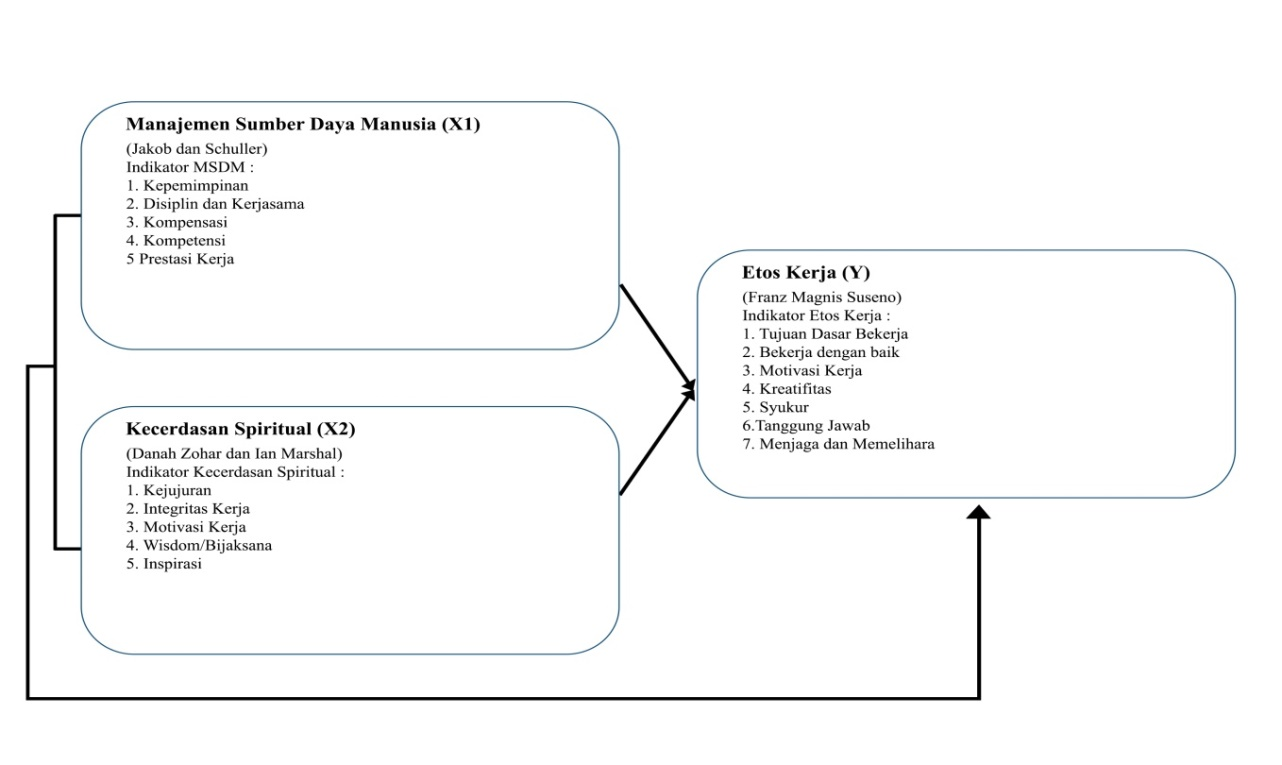 Manajemen Sumber Daya Manusia (X1)
(Jakob dan Schuller)
Indikator MSDM :
1. Kepemimpinan
2. Disiplin dan Kerjasama
3. Kompensasi
4. Kompetensi
5 Prestasi Kerja
Kecerdasan Spiritual (X2)
(Danah Zohar dan Ian Marshal)
Indikator Kecerdasan Spiritual :
1. Kejujuran
2. Integritas Kerja
3. Motivasi Kerja
4. Wisdom/Bijaksana
5. Inspirasi
Etos Kerja (Y)
(Franz Magnis Suseno)
Indikator Etos Kerja :
1. Tujuan Dasar Bekerja
2. Bekerja dengan baik
3. Motivasi Kerja
4. Kreatifitas
5. Syukur
6.Tanggung Jawab
7. Menjaga dan Memelihara